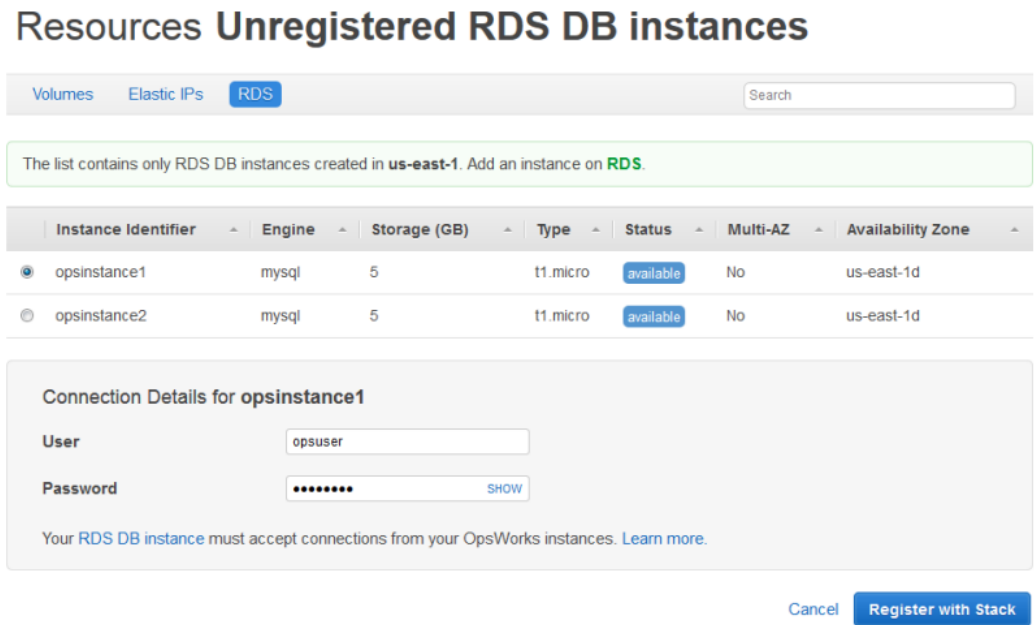 Resources Unregistered RDS DB instances
Volumes Elastic IPs RDS Search
The list contains only RDS DB instances created in us-east-1. Add an instance on RDS.
Instance Identifier Engine Storage (GB) Type Status Multi-AZ Availability Zone
opsinstance1 mysql 5 t1.micro available No us-east-1d
opsinstance2 mysql 5 t1.micro available No us-east-1d
Connection Details for opsinstance1
User opsuser
Password •••••••• SHOW
Your RDS DB instance must accept connections from your OpsWorks instances. Learn more.
Cancel Register with Stack